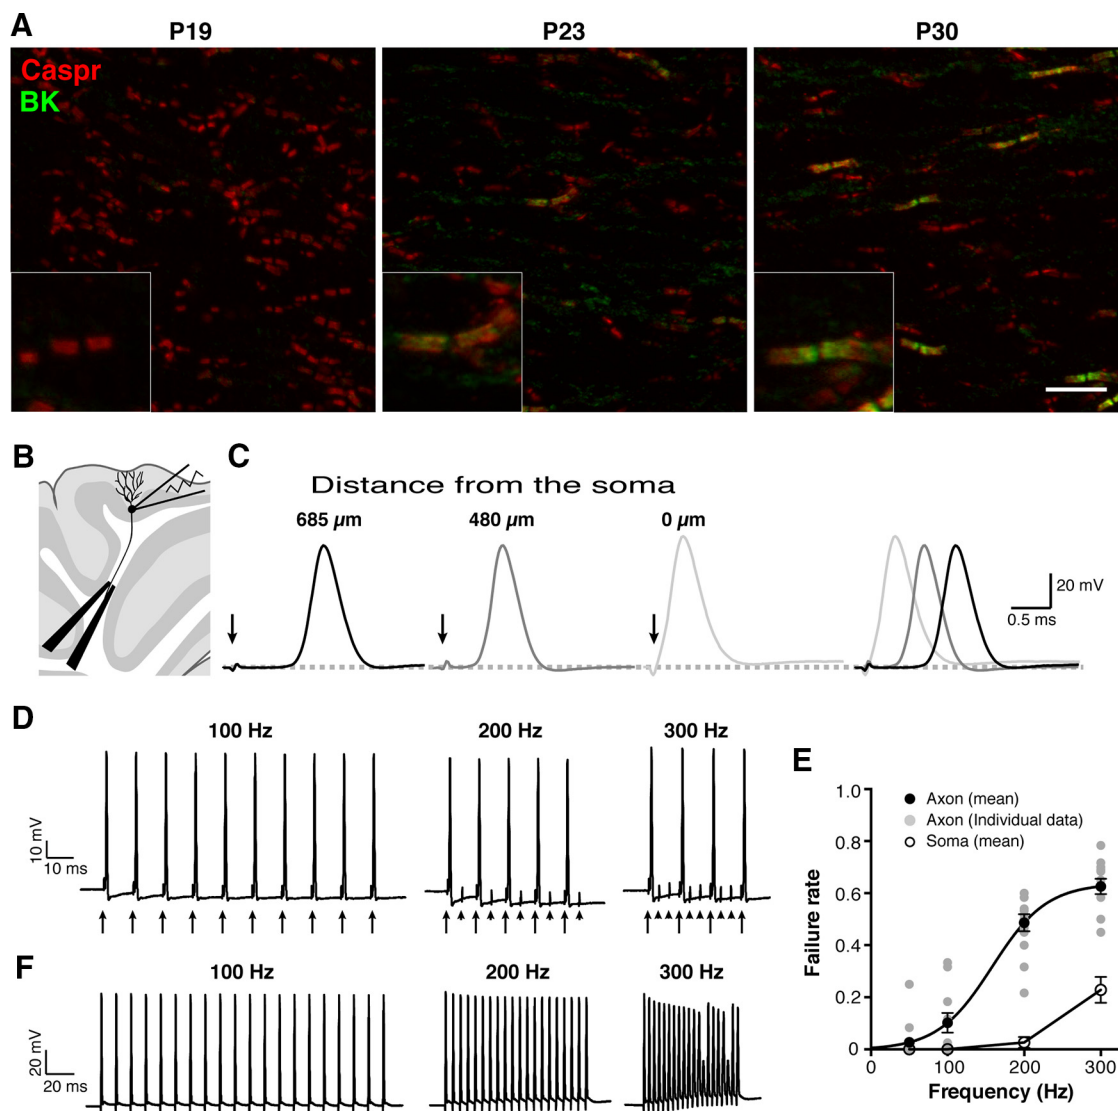 A
P19
P23
P30
Caspr
BK
B
C
Distance from the soma
685 µm
480 µm
0 µm
20 mV
0.5 ms
D
100 Hz
200 Hz
300 Hz
10 mV
10 ms
E
1.0
0.8
0.6
0.4
0.2
0
Failure rate
Axon (mean)
Axon (Individual data)
Soma (mean)
0
100
200
300
Frequency (Hz)
F
100 Hz
200 Hz
300 Hz
20 mV
20 ms